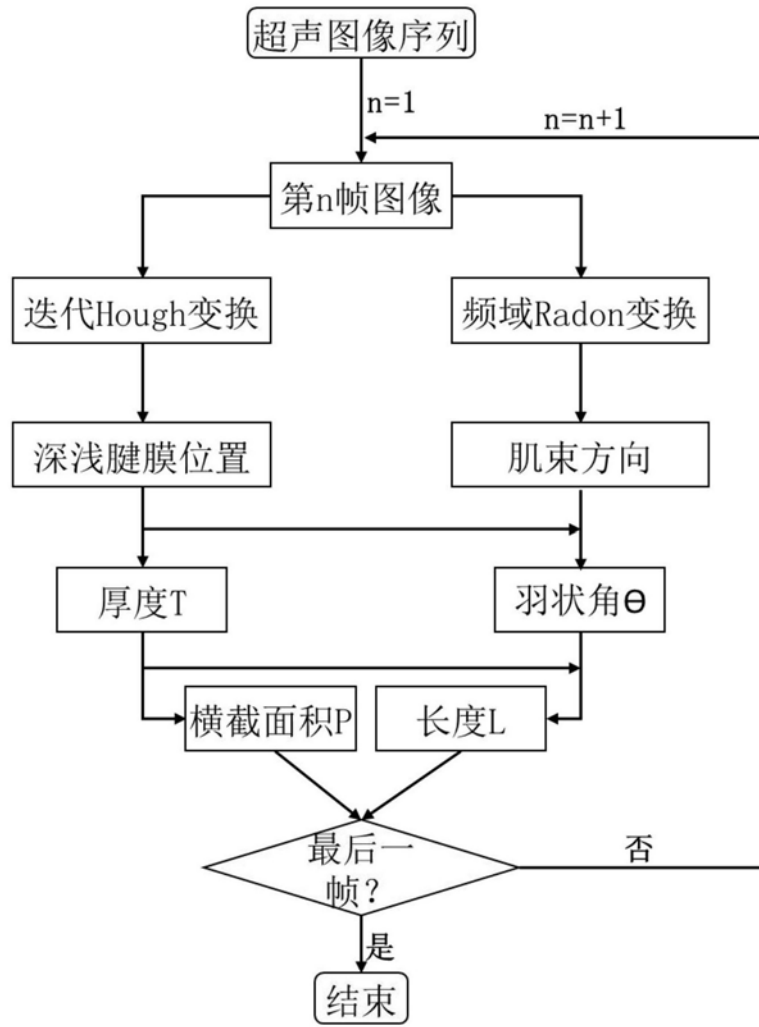 超声图像序列
n=1
n=n+1
第n帧图像
迭代Hough变换
频域Radon变换
深浅腱膜位置
肌束方向
厚度T
羽状角Θ
横截面积P
长度L
最后一
帧？
否
是
结束